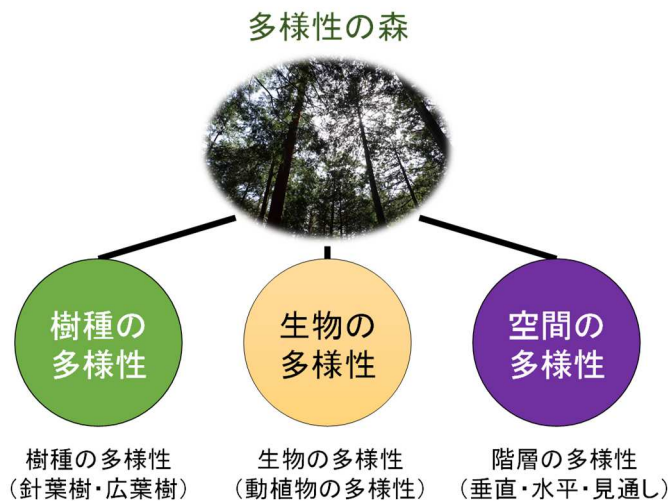 多様性の森
樹種の
多様性
生物の
多様性
空間の
多様性
樹種の多様性
（針葉樹・広葉樹）
生物の多様性
（動植物の多様性）
階層の多様性
（垂直・水平・見通し）